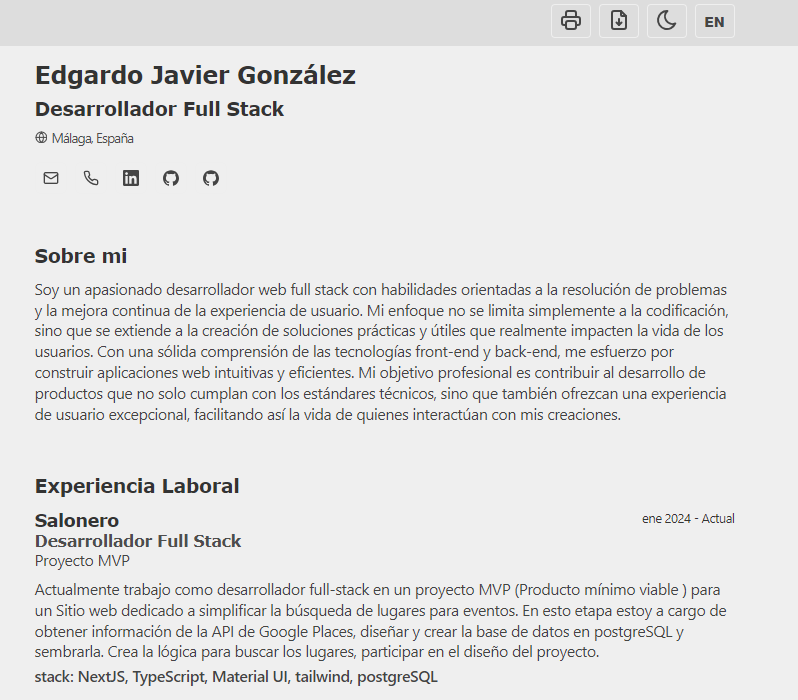 EN
Edgardo Javier González
Desarrollador Full Stack
Málaga, España
in
Sobre mi
Soy un apasionado desarrollador web full stack con habilidades orientadas a la resolución de problemas
y la mejora continua de la experiencia de usuario. Mi enfoque no se limita simplemente a la codificación,
sino que se extiende a la creación de soluciones prácticas y útiles que realmente impacten la vida de los
usuarios. Con una sólida comprensión de las tecnologías front-end y back-end, me esfuerzo por
construir aplicaciones web intuitivas y eficientes. Mi objetivo profesional es contribuir al desarrollo de
productos que no solo cumplan con los estándares técnicos, sino que también ofrezcan una experiencia
de usuario excepcional, facilitando así la vida de quienes interactúan con mis creaciones.
Experiencia Laboral
Salonero ene 2024 - Actual
Desarrollador Full Stack
Proyecto MVP
Actualmente trabajo como desarrollador full-stack en un proyecto MVP (Producto mínimo viable ) para
un Sitio web dedicado a simplificar la búsqueda de lugares para eventos. En esto etapa estoy a cargo de
obtener información de la API de Google Places, diseñar y crear la base de datos en postgreSQL y
sembrarla. Crea la lógica para buscar los lugares, participar en el diseño del proyecto.
stack: NextJS, TypeScript, Material UI, tailwind, postgreSQL